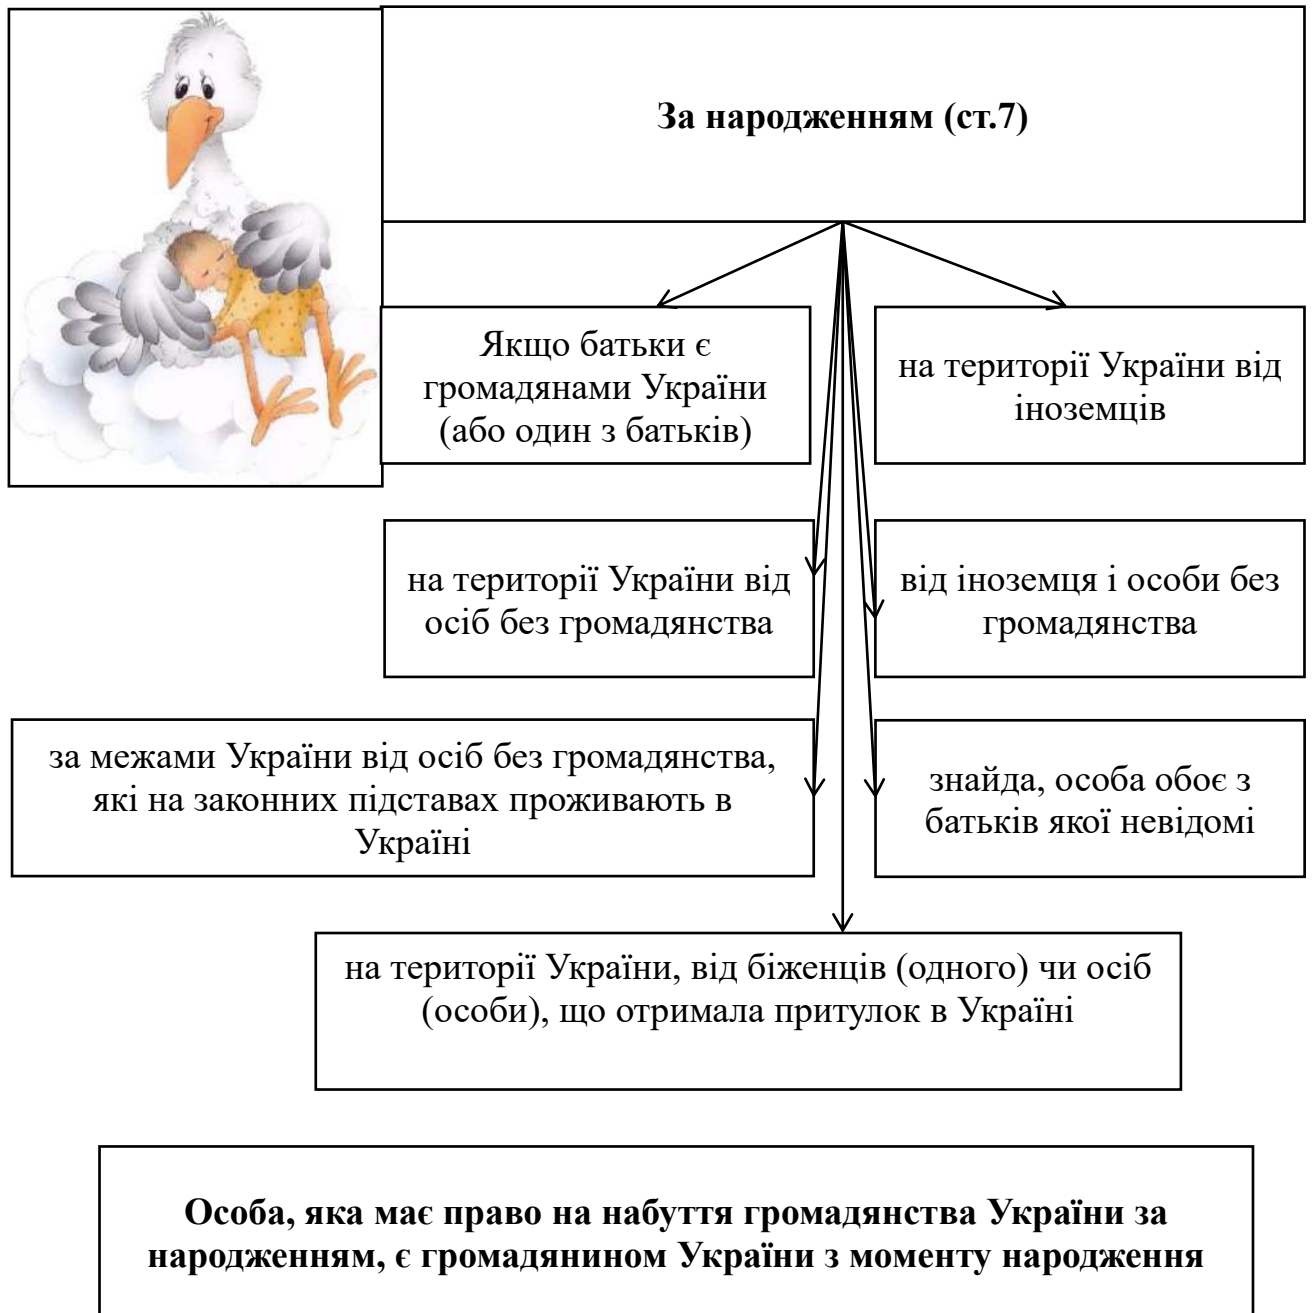 За народженням (ст.7)
Якщо батьки є
громадянами України
(або один з батьків)
на території України від
іноземців
на території України від
осіб без громадянства
від іноземця і особи без
громадянства
за межами України від осіб без громадянства,
які на законних підставах проживають в
Україні
знайда, особа обоє з
батьків якої невідомі
на території України, від біженців (одного) чи осіб
(особи), що отримала притулок в Україні
Особа, яка має право на набуття громадянства України за
народженням, є громадянином України з моменту народження